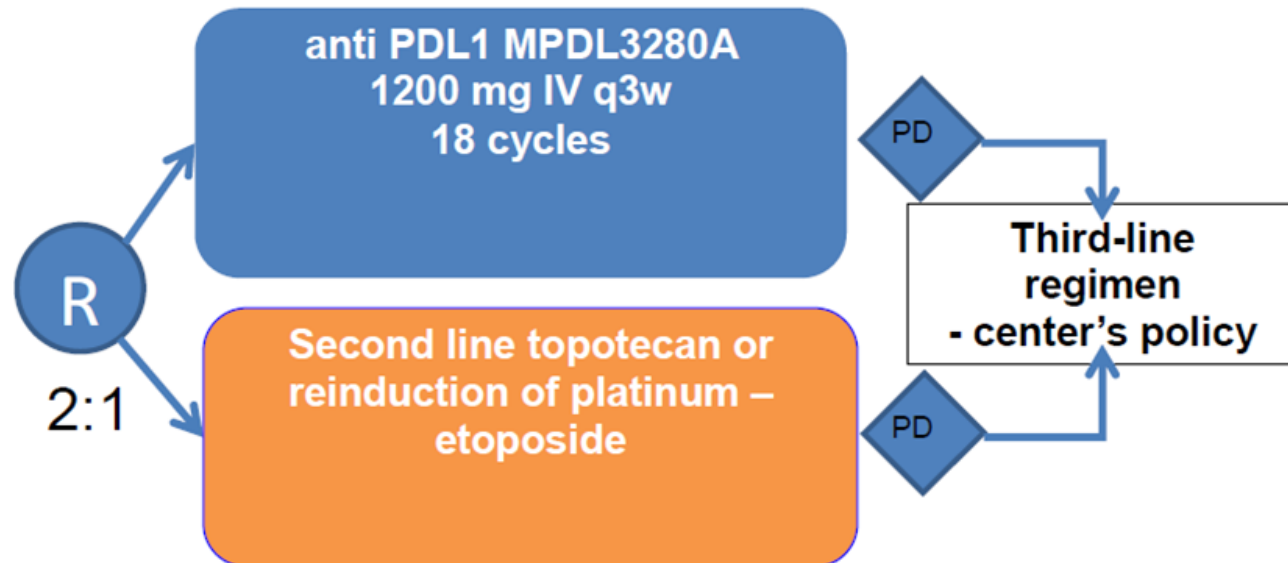 anti PDL1 MPDL3280A
1200 mg IV q3w
18 cycles
PD
R
2:1
Third-line
regimen
- center's policy
Second line topotecan or
reinduction of platinum –
etoposide
PD